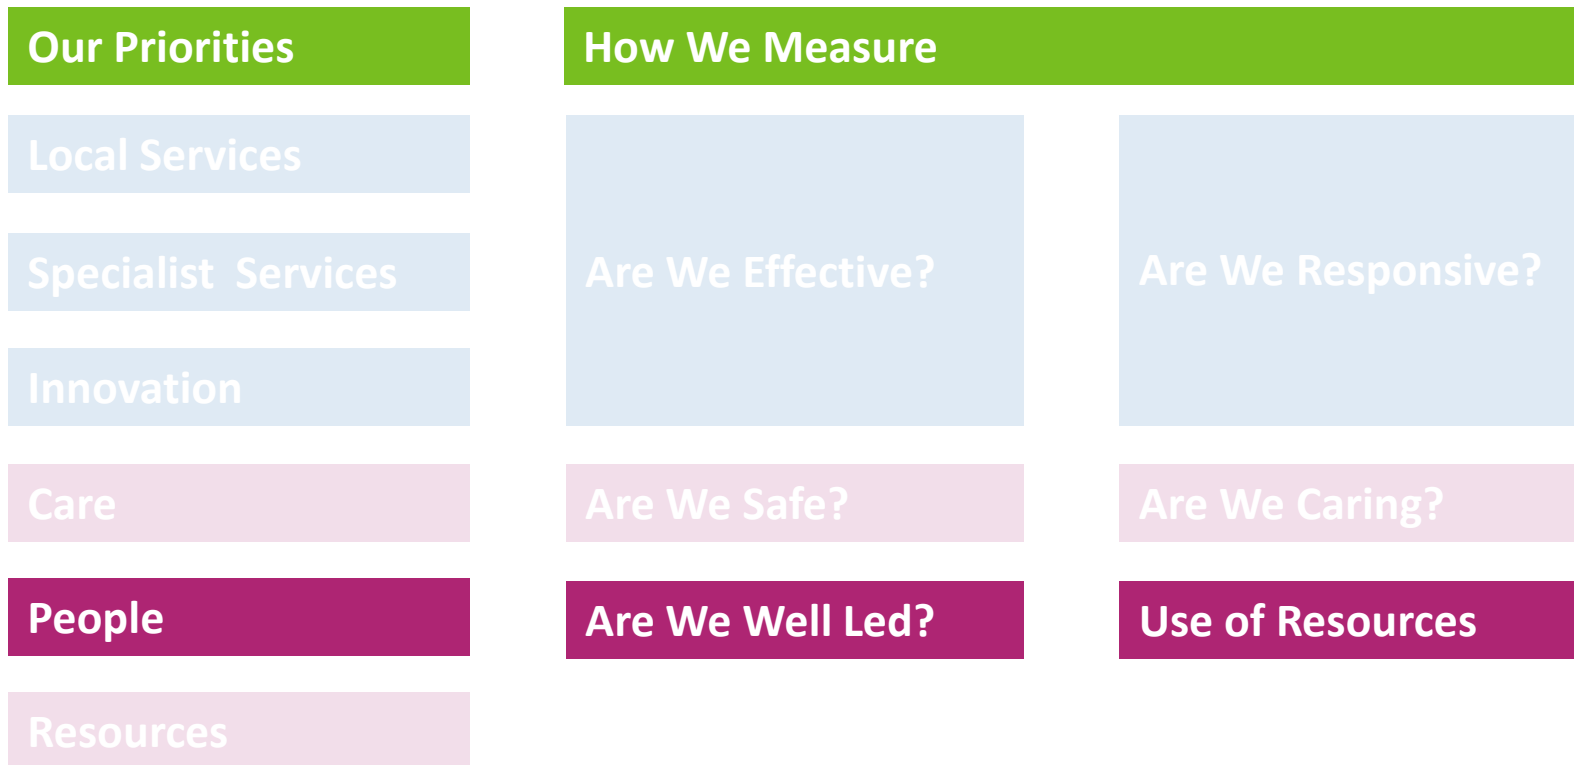 Our Priorities
How We Measure
Local Services
Specialist  Services
Innovation
Care
People
Resources
Are We Effective?
Are We Responsive?
Are We Safe?
Are We Caring?
Are We Well Led?
Use of Resources